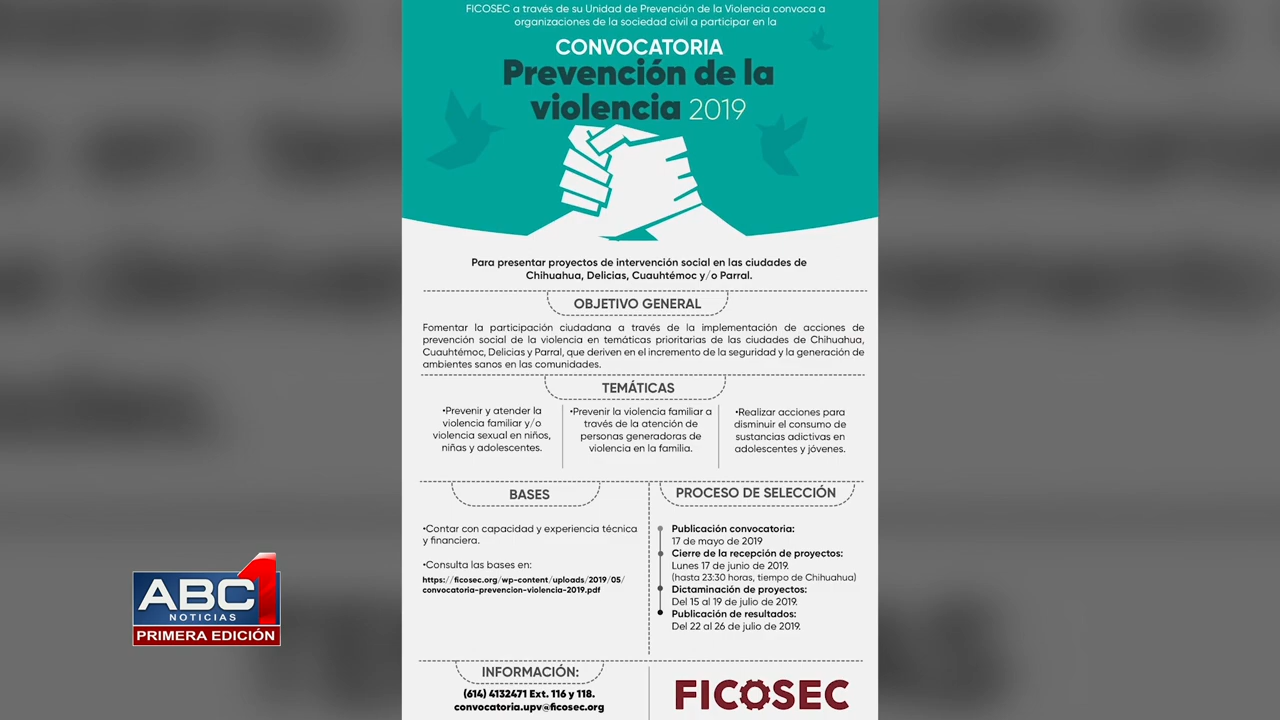 FICOSEC a través de su Unidad de Prevención de la Violencia convoca a
organizaciones de la sociedad civil a participar en la
CONVOCATORIA
Prevención de la
violencia 2019
Para presentar proyectos de intervención social en las ciudades de
Chihuahua, Delicias, Cuauhtémoc y/o Parral.
OBJETIVO GENERAL
Fomentar la participación ciudadana a través de la implementación de acciones de
prevención social de la violencia en temáticas prioritarias de las ciudades de Chihuahua,
Cuauhtémoc, Delicias y Parral, que deriven en el incremento de la seguridad y la generación de
ambientes sanos en las comunidades.
TEMÁTICAS
•Prevenir y atender la
violencia familiar y/o
violencia sexual en niños,
niñas y adolescentes.
•Prevenir la violencia familiar a
través de la atención de
personas generadoras de
violencia en la familia.
•Realizar acciones para
disminuir el consumo de
sustancias adictivas en
adolescentes y jóvenes.
BASES
•Contar con capacidad y experiencia técnica
y financiera.
•Consulta las bases en:
https://ficosec.org/wp-content/uploads/2019/05/
convocatoria-prevencion-violencia-2019.pdf
PROCESO DE SELECCIÓN
Publicación convocatoria:
17 de mayo de 2019
Cierre de la recepción de proyectos:
Lunes 17 de junio de 2019.
(hasta 23:30 horas, tiempo de Chihuahua)
Dictaminación de proyectos:
Del 15 al 19 de julio de 2019.
Publicación de resultados:
Del 22 al 26 de julio de 2019.
INFORMACIÓN:
(614) 4132471 Ext. 116 y 118.
convocatoria.upv@ficosec.org
FICOSEC
ABC 1
NOTICIAS
PRIMERA EDICIÓN